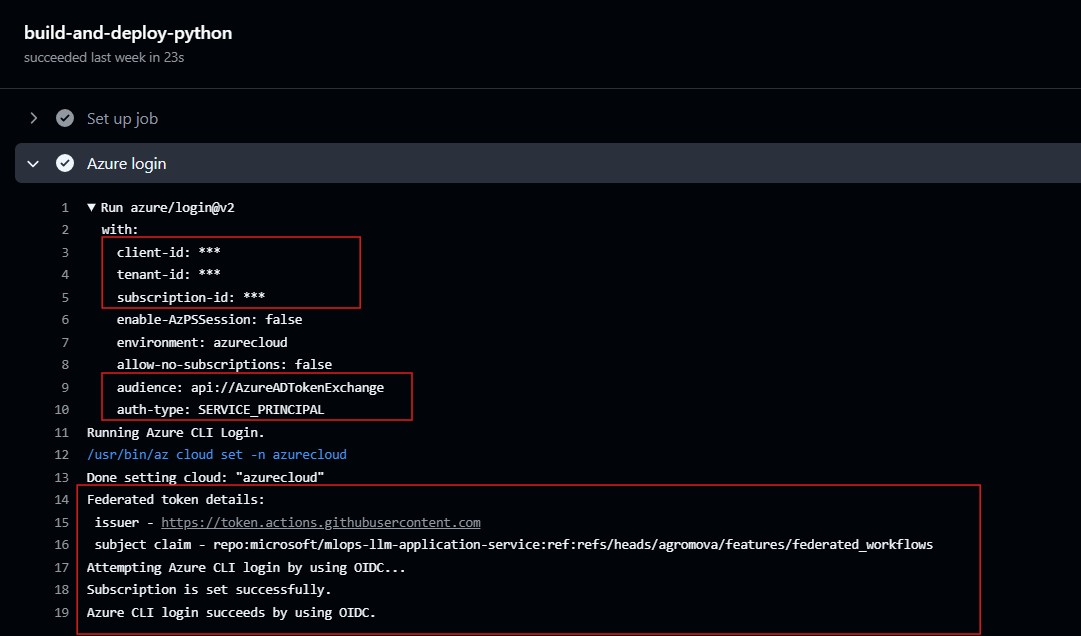 build-and-deploy-python
succeeded last week in 23s
Set up job
Azure login
1 ▼ Run azure/login@v2
2 with:
3 client-id: ***
4 tenant-id: ***
5 subscription-id: ***
6 enable-AzPSSession: false
7 environment: azurecloud
8 allow-no-subscriptions: false
9 audience: api://AzureADTokenExchange
10 auth-type: SERVICE_PRINCIPAL
11 Running Azure CLI Login.
12 /usr/bin/az cloud set -n azurecloud
13 Done setting cloud: "azurecloud"
14 Federated token details:
15 issuer - https://token.actions.githubusercontent.com
16 subject claim - repo:microsoft/mlops-llm-application-service:ref:refs/heads/agromova/features/federated_workflows
17 Attempting Azure CLI login by using OIDC...
18 Subscription is set successfully.
19 Azure CLI login succeeds by using OIDC.